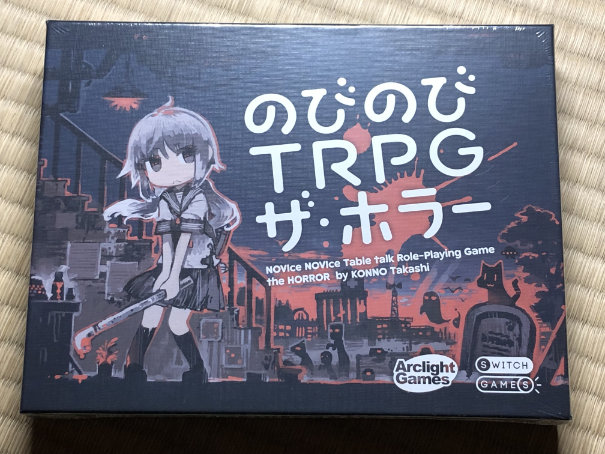 のびのび
TRPG
ザ・ホラー
NOVIce NOVIce Table talk Role-Playing Game
the HORROR by KONNO Takashi
Arclight
Games
SWITCH
GAMES